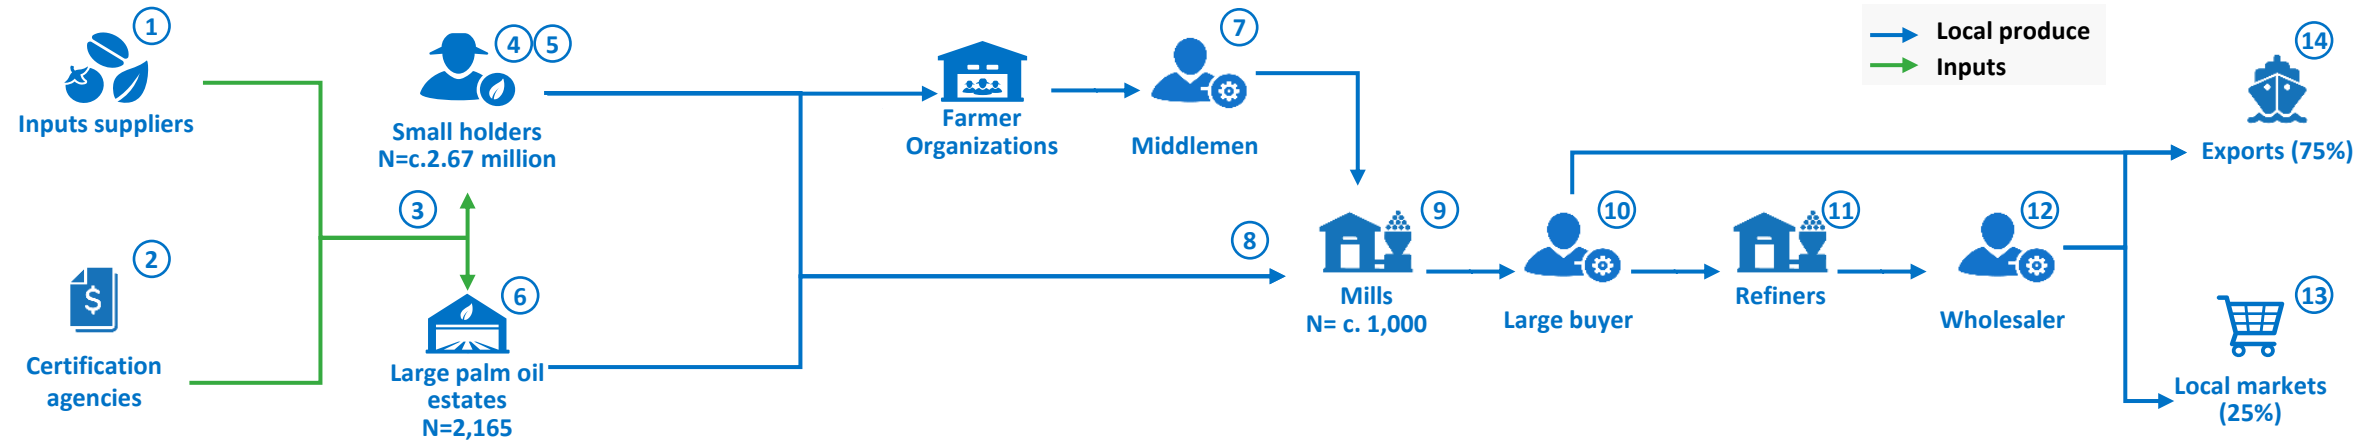 1
Inputs suppliers
2
Certification
agencies
3
4 5
Small holders
N=c.2.67 million
6
Large palm oil
estates
N=2,165
Farmer
Organizations
7
Middlemen
8
9
Mills
N= c. 1,000
10
Large buyer
11
Refiners
12
Wholesaler
Local produce
Inputs
14
Exports (75%)
13
Local markets
(25%)
$